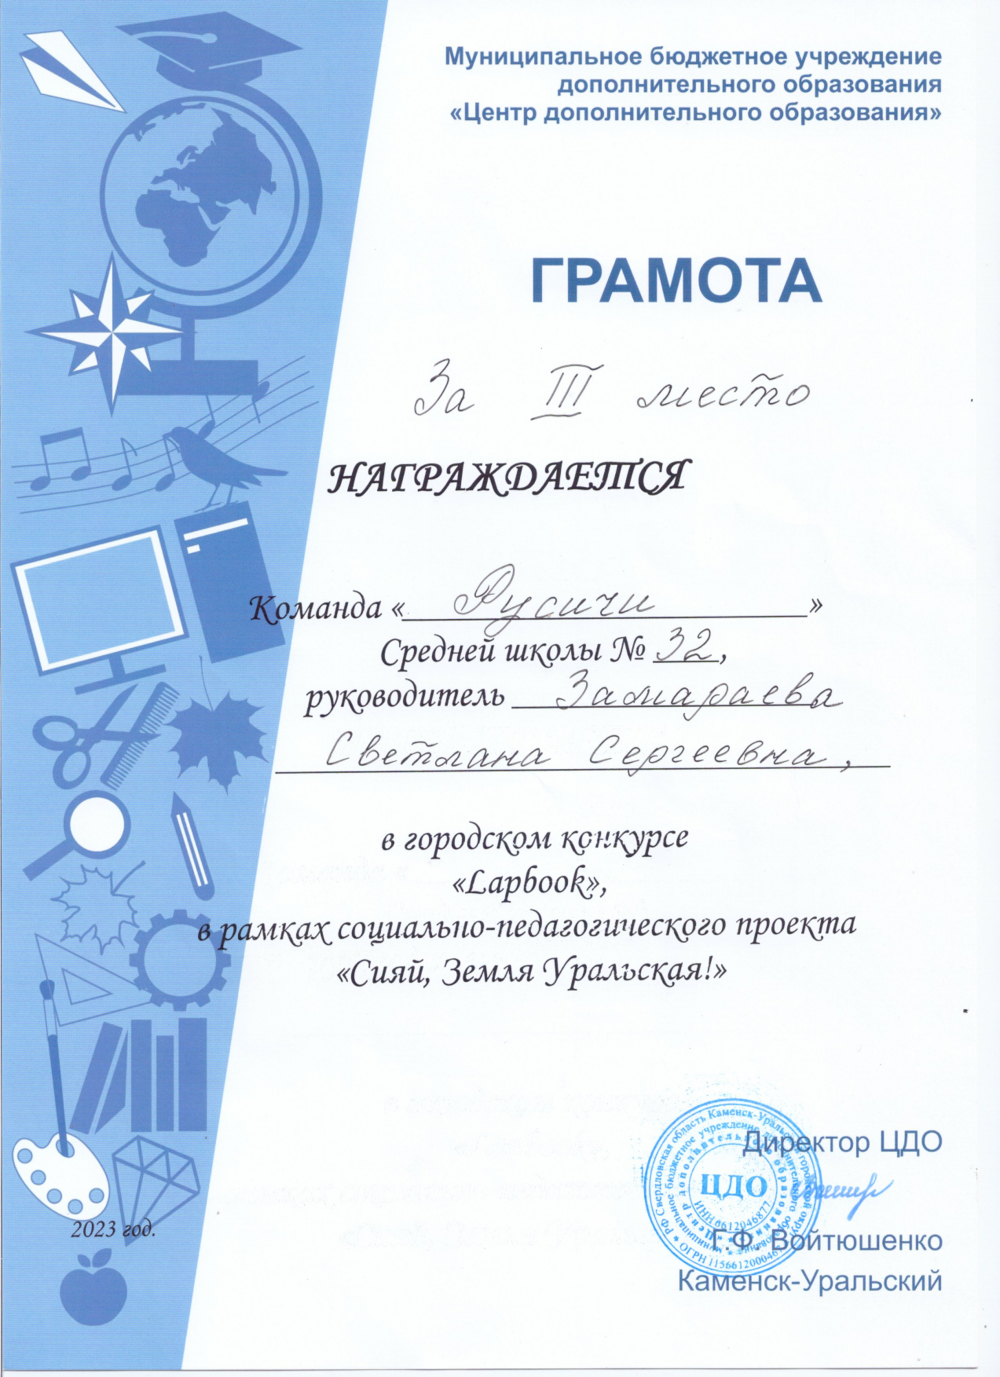 Муниципальное бюджетное учреждение
дополнительного образования
«Центр дополнительного образования»
ГРАМОТА
За III место
НАГРАЖДАЕТСЯ
Команда « Русичи »
Средней школы № 32,
руководитель Замараева
Светлана Сергеевна,
в городском конкурсе
«Lapbook»,
в рамках социально-педагогического проекта
«Сияй, Земля Уральская!»
Директор ЦДО
ЦДО
ИНН 6612046877
2023 год.
Г.Ф. Войтюшенко
Каменск-Уральский